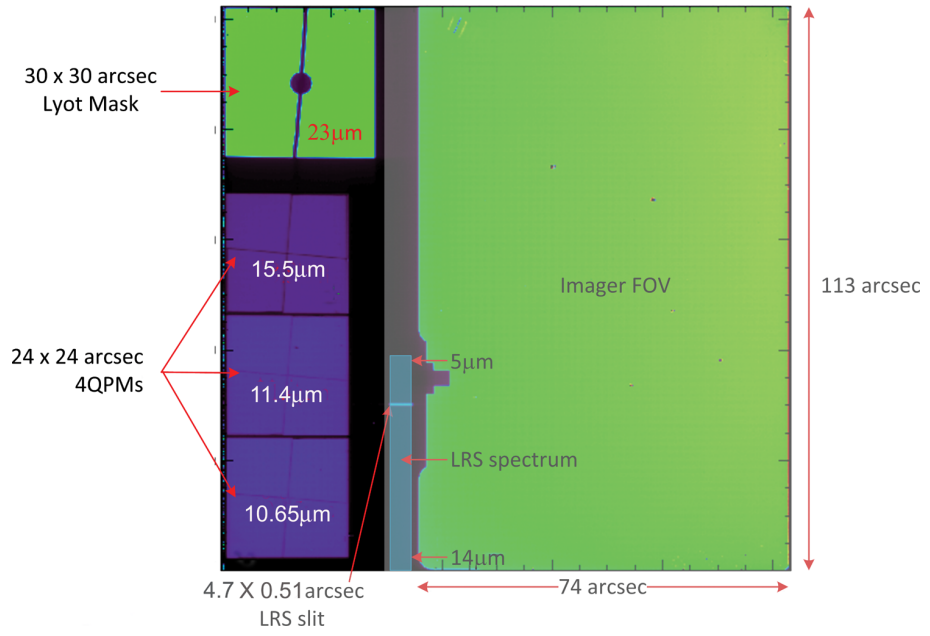 30 x 30 arcsec
Lyot Mask
23μm
15.5μm
Imager FOV
113 arcsec
24 x 24 arcsec
4QPMs
5μm
11.4μm
LRS spectrum
10.65μm
14μm
4.7 X 0.51arcsec
LRS slit
74 arcsec